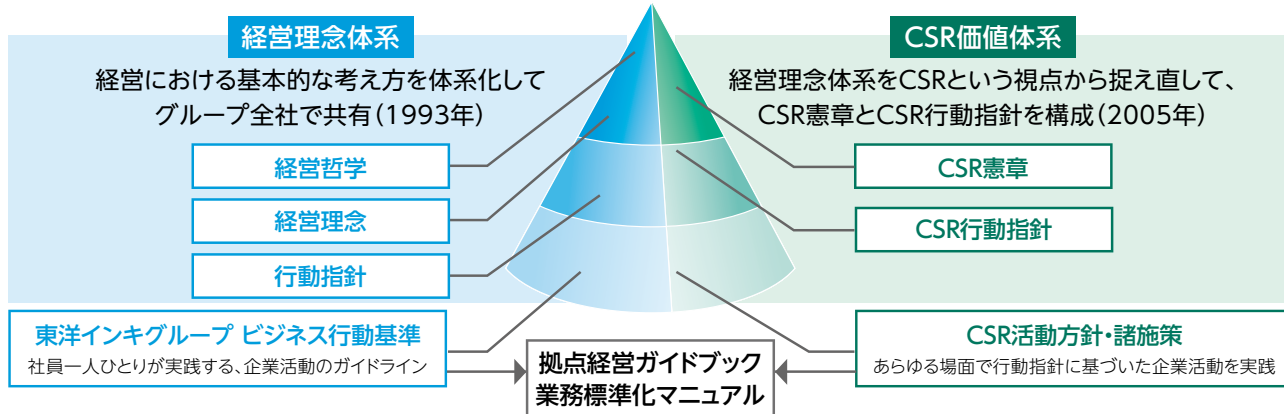 経営理念体系
経営における基本的な考え方を体系化して
グループ全社で共有（1993年）
経営哲学
経営理念
行動指針
東洋インキグループ ビジネス行動基準
社員一人ひとりが実践する、企業活動のガイドライン
CSR価値体系
経営理念体系をCSRという視点から捉え直して、
CSR憲章とCSR行動指針を構成（2005年）
CSR憲章
CSR行動指針
CSR活動方針・諸施策
あらゆる場面で行動指針に基づいた企業活動を実践
拠点経営ガイドブック
業務標準化マニュアル